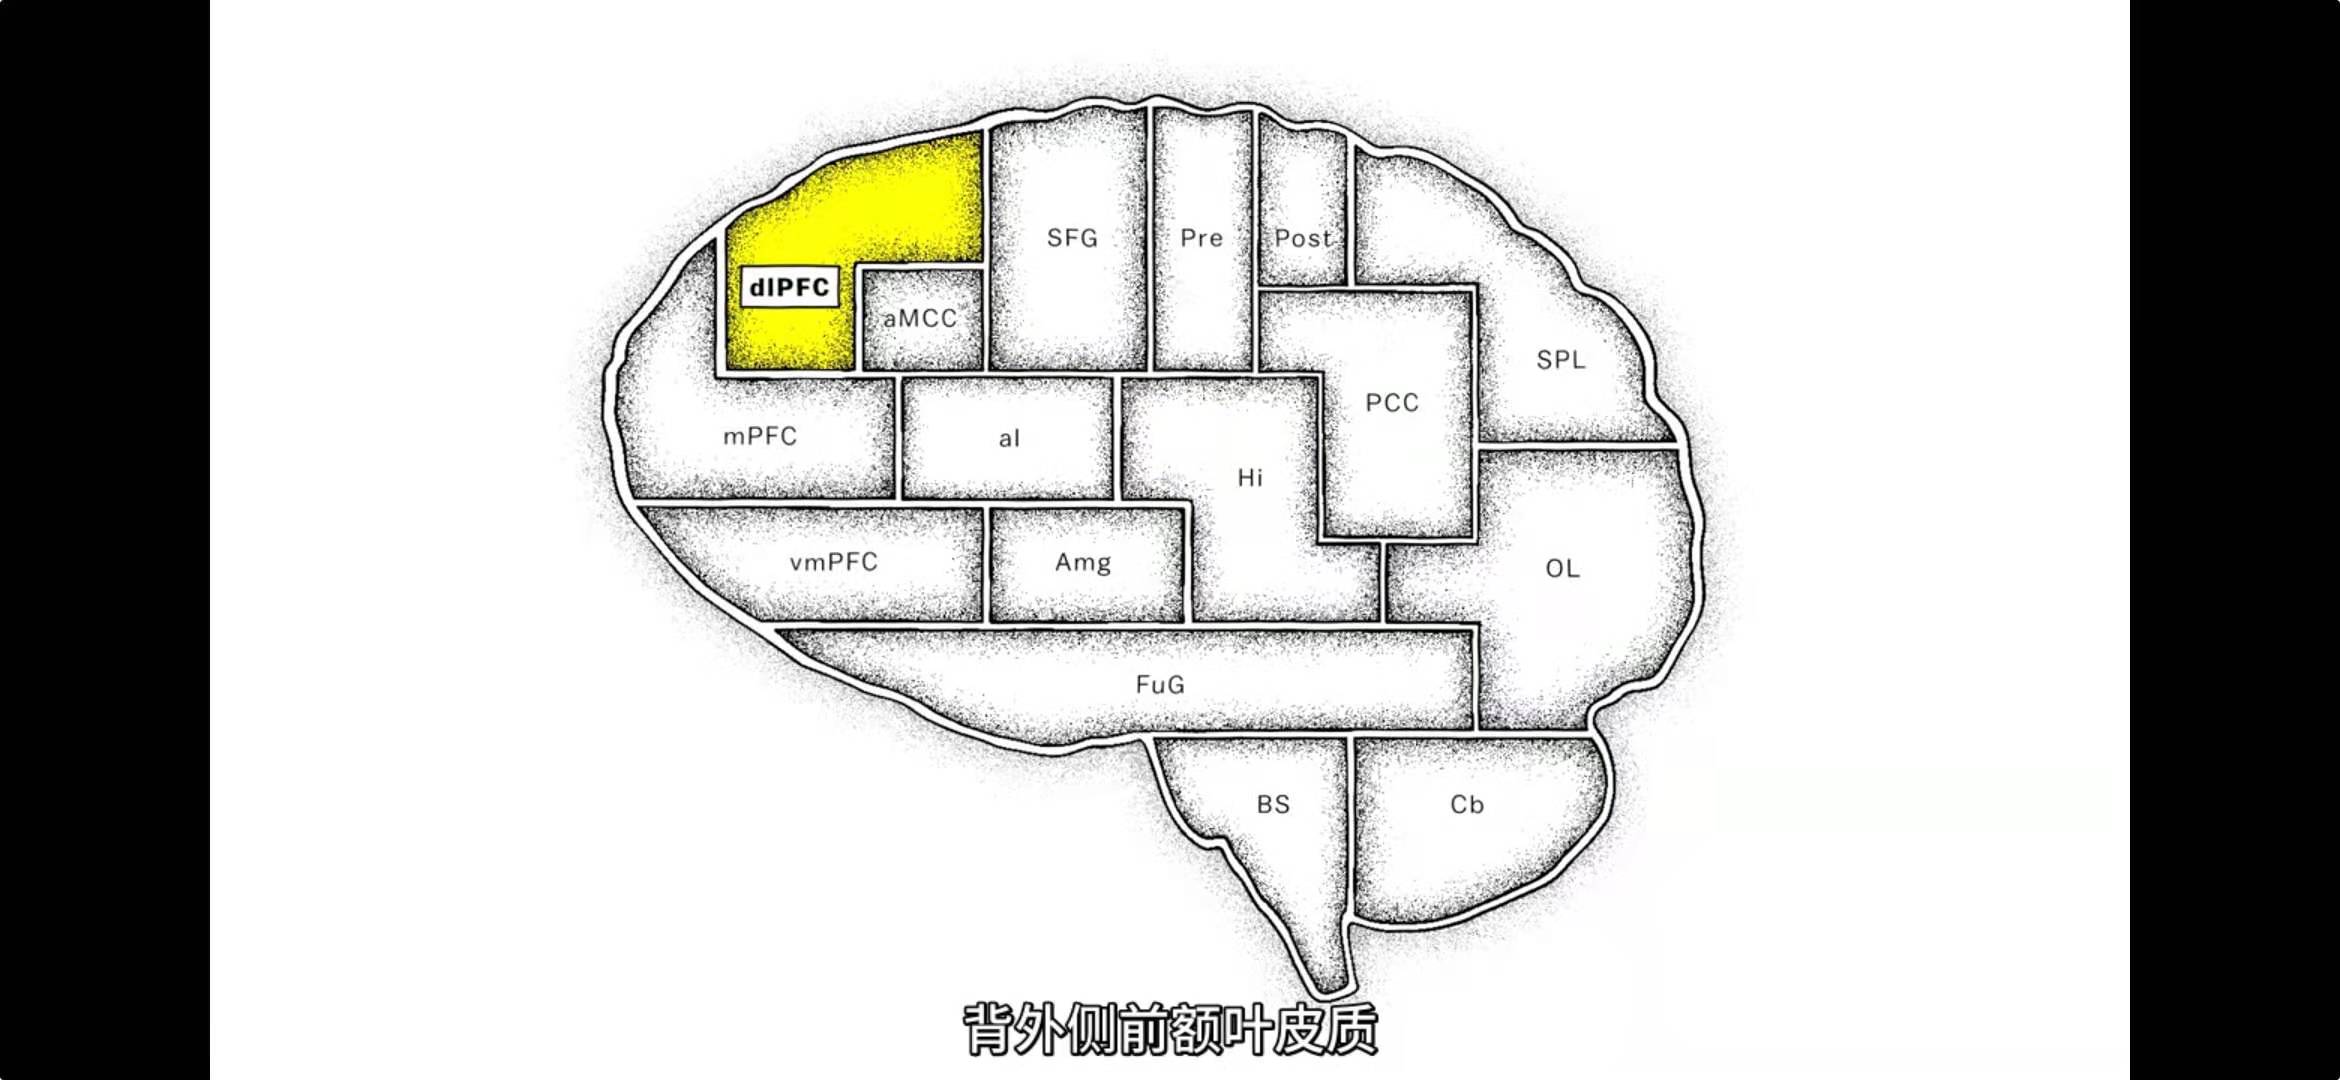 SFG
Pre
Post
dlPFC
aMCC
SPL
PCC
mPFC
aI
Hi
vmPFC
Amg
OL
FuG
BS
Cb
背外侧前额叶皮质